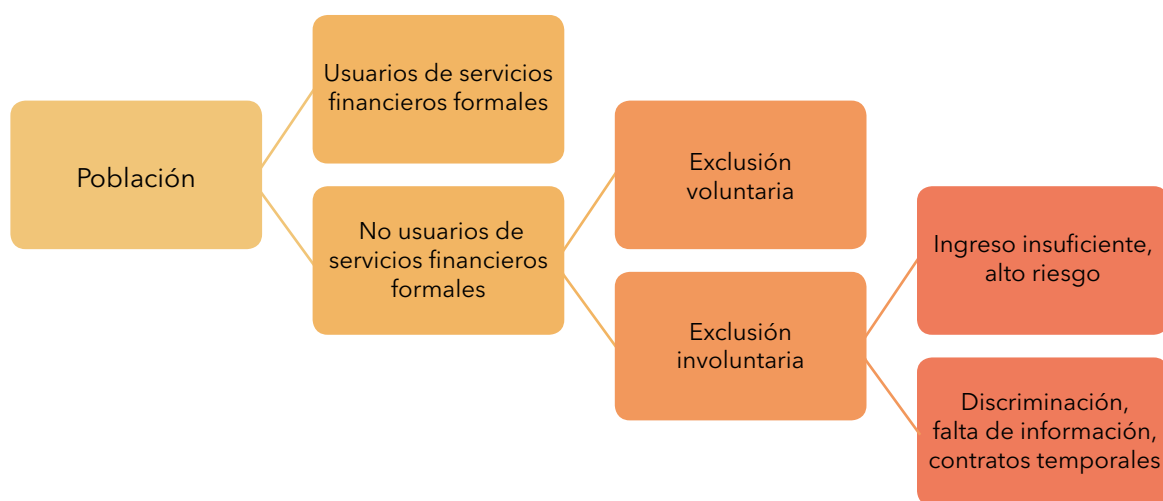 Población
Usuarios de servicios
financieros formales
No usuarios de
servicios financieros
formales
Exclusión
voluntaria
Exclusión
involuntaria
Ingreso insuficiente,
alto riesgo
Discriminación,
falta de información,
contratos temporales